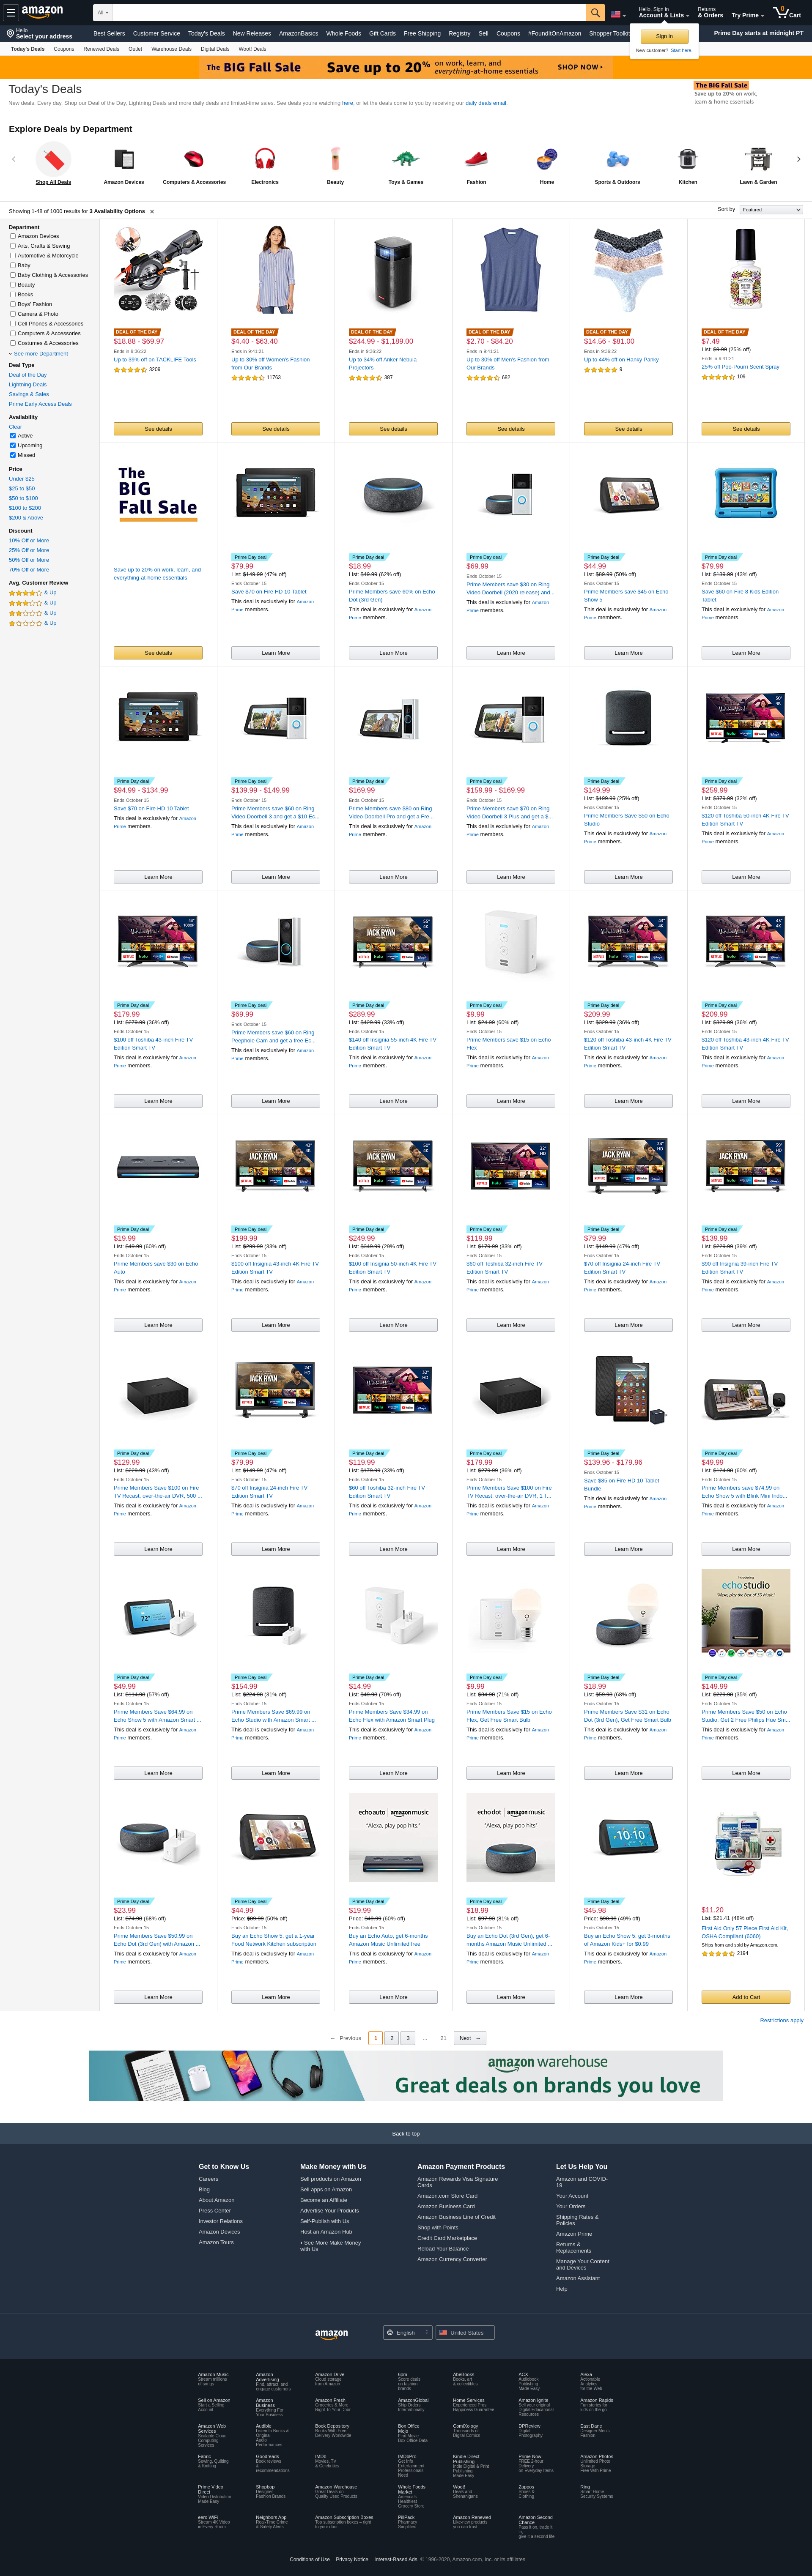 amazon
All
Hello, Sign in
Account & Lists
Returns
& Orders
Try Prime
0
Cart
Hello
Select your address
Best Sellers
Customer Service
Today's Deals
New Releases
AmazonBasics
Whole Foods
Gift Cards
Free Shipping
Registry
Sell
Coupons
#FoundItOnAmazon
Shopper Toolkit
Prime Day starts at midnight PT
Sign in
New customer? Start here.
Today's Deals
Coupons
Renewed Deals
Outlet
Warehouse Deals
Digital Deals
Woot! Deals
The BIG Fall Sale
Save up to 20% on work, learn, and everything-at-home essentials
SHOP NOW ›
Today's Deals
New deals. Every day. Shop our Deal of the Day, Lightning Deals and more daily deals and limited-time sales. See deals you're watching here, or let the deals come to you by receiving our daily deals email.
The BIG Fall Sale
Save up to 20% on work,
learn & home essentials
Explore Deals by Department
Shop All Deals
Amazon Devices
Computers & Accessories
Electronics
Beauty
Toys & Games
Fashion
Home
Sports & Outdoors
Kitchen
Lawn & Garden
Showing 1-48 of 1000 results for 3 Availability Options
Sort by
Featured
Department
Amazon Devices
Arts, Crafts & Sewing
Automotive & Motorcycle
Baby
Baby Clothing & Accessories
Beauty
Books
Boys' Fashion
Camera & Photo
Cell Phones & Accessories
Computers & Accessories
Costumes & Accessories
See more Department
Deal Type
Deal of the Day
Lightning Deals
Savings & Sales
Prime Early Access Deals
Availability
Clear
Active
Upcoming
Missed
Price
Under $25
$25 to $50
$50 to $100
$100 to $200
$200 & Above
Discount
10% Off or More
25% Off or More
50% Off or More
70% Off or More
Avg. Customer Review
& Up
& Up
& Up
& Up
DEAL OF THE DAY
$18.88 - $69.97
Ends in 9:36:22
Up to 39% off on TACKLIFE Tools
3209
See details
DEAL OF THE DAY
$4.40 - $63.40
Ends in 9:41:21
Up to 30% off Women's Fashion from Our Brands
11763
See details
DEAL OF THE DAY
$244.99 - $1,189.00
Ends in 9:36:22
Up to 34% off Anker Nebula Projectors
387
See details
DEAL OF THE DAY
$2.70 - $84.20
Ends in 9:41:21
Up to 30% off Men's Fashion from Our Brands
682
See details
DEAL OF THE DAY
$14.56 - $81.00
Ends in 9:36:22
Up to 44% off on Hanky Panky
9
See details
DEAL OF THE DAY
$7.49
List: $9.99 (25% off)
Ends in 9:41:21
25% off Poo-Pourri Scent Spray
109
See details
The BIG Fall Sale
Save up to 20% on work, learn, and everything-at-home essentials
See details
Prime Day deal
$79.99
List: $149.99 (47% off)
Ends October 15
Save $70 on Fire HD 10 Tablet
This deal is exclusively for Amazon Prime members.
Learn More
Prime Day deal
$18.99
List: $49.99 (62% off)
Ends October 15
Prime Members save 60% on Echo Dot (3rd Gen)
This deal is exclusively for Amazon Prime members.
Learn More
Prime Day deal
$69.99
Ends October 15
Prime Members save $30 on Ring Video Doorbell (2020 release) and...
This deal is exclusively for Amazon Prime members.
Learn More
Prime Day deal
$44.99
List: $89.99 (50% off)
Ends October 15
Prime Members save $45 on Echo Show 5
This deal is exclusively for Amazon Prime members.
Learn More
Prime Day deal
$79.99
List: $139.99 (43% off)
Ends October 15
Save $60 on Fire 8 Kids Edition Tablet
This deal is exclusively for Amazon Prime members.
Learn More
Prime Day deal
$94.99 - $134.99
Ends October 15
Save $70 on Fire HD 10 Tablet
This deal is exclusively for Amazon Prime members.
Learn More
Prime Day deal
$139.99 - $149.99
Ends October 15
Prime Members save $60 on Ring Video Doorbell 3 and get a $10 Ec...
This deal is exclusively for Amazon Prime members.
Learn More
Prime Day deal
$169.99
Ends October 15
Prime Members save $80 on Ring Video Doorbell Pro and get a Fre...
This deal is exclusively for Amazon Prime members.
Learn More
Prime Day deal
$159.99 - $169.99
Ends October 15
Prime Members save $70 on Ring Video Doorbell 3 Plus and get a $...
This deal is exclusively for Amazon Prime members.
Learn More
Prime Day deal
$149.99
List: $199.99 (25% off)
Ends October 15
Prime Members Save $50 on Echo Studio
This deal is exclusively for Amazon Prime members.
Learn More
Prime Day deal
$259.99
List: $379.99 (32% off)
Ends October 15
$120 off Toshiba 50-inch 4K Fire TV Edition Smart TV
This deal is exclusively for Amazon Prime members.
Learn More
Prime Day deal
$179.99
List: $279.99 (36% off)
Ends October 15
$100 off Toshiba 43-inch Fire TV Edition Smart TV
This deal is exclusively for Amazon Prime members.
Learn More
Prime Day deal
$69.99
Ends October 15
Prime Members save $60 on Ring Peephole Cam and get a free Ec...
This deal is exclusively for Amazon Prime members.
Learn More
Prime Day deal
$289.99
List: $429.99 (33% off)
Ends October 15
$140 off Insignia 55-inch 4K Fire TV Edition Smart TV
This deal is exclusively for Amazon Prime members.
Learn More
Prime Day deal
$9.99
List: $24.99 (60% off)
Ends October 15
Prime Members save $15 on Echo Flex
This deal is exclusively for Amazon Prime members.
Learn More
Prime Day deal
$209.99
List: $329.99 (36% off)
Ends October 15
$120 off Toshiba 43-inch 4K Fire TV Edition Smart TV
This deal is exclusively for Amazon Prime members.
Learn More
Prime Day deal
$209.99
List: $329.99 (36% off)
Ends October 15
$120 off Toshiba 43-inch 4K Fire TV Edition Smart TV
This deal is exclusively for Amazon Prime members.
Learn More
Prime Day deal
$19.99
List: $49.99 (60% off)
Ends October 15
Prime Members save $30 on Echo Auto
This deal is exclusively for Amazon Prime members.
Learn More
Prime Day deal
$199.99
List: $299.99 (33% off)
Ends October 15
$100 off Insignia 43-inch 4K Fire TV Edition Smart TV
This deal is exclusively for Amazon Prime members.
Learn More
Prime Day deal
$249.99
List: $349.99 (29% off)
Ends October 15
$100 off Insignia 50-inch 4K Fire TV Edition Smart TV
This deal is exclusively for Amazon Prime members.
Learn More
Prime Day deal
$119.99
List: $179.99 (33% off)
Ends October 15
$60 off Toshiba 32-inch Fire TV Edition Smart TV
This deal is exclusively for Amazon Prime members.
Learn More
Prime Day deal
$79.99
List: $149.99 (47% off)
Ends October 15
$70 off Insignia 24-inch Fire TV Edition Smart TV
This deal is exclusively for Amazon Prime members.
Learn More
Prime Day deal
$139.99
List: $229.99 (39% off)
Ends October 15
$90 off Insignia 39-inch Fire TV Edition Smart TV
This deal is exclusively for Amazon Prime members.
Learn More
Prime Day deal
$129.99
List: $229.99 (43% off)
Ends October 15
Prime Members Save $100 on Fire TV Recast, over-the-air DVR, 500 ...
This deal is exclusively for Amazon Prime members.
Learn More
Prime Day deal
$79.99
List: $149.99 (47% off)
Ends October 15
$70 off Insignia 24-inch Fire TV Edition Smart TV
This deal is exclusively for Amazon Prime members.
Learn More
Prime Day deal
$119.99
List: $179.99 (33% off)
Ends October 15
$60 off Toshiba 32-inch Fire TV Edition Smart TV
This deal is exclusively for Amazon Prime members.
Learn More
Prime Day deal
$179.99
List: $279.99 (36% off)
Ends October 15
Prime Members Save $100 on Fire TV Recast, over-the-air DVR, 1 T...
This deal is exclusively for Amazon Prime members.
Learn More
Prime Day deal
$139.96 - $179.96
Ends October 15
Save $85 on Fire HD 10 Tablet Bundle
This deal is exclusively for Amazon Prime members.
Learn More
Prime Day deal
$49.99
List: $124.98 (60% off)
Ends October 15
Prime Members save $74.99 on Echo Show 5 with Blink Mini Indo...
This deal is exclusively for Amazon Prime members.
Learn More
Prime Day deal
$49.99
List: $114.98 (57% off)
Ends October 15
Prime Members Save $64.99 on Echo Show 5 with Amazon Smart ...
This deal is exclusively for Amazon Prime members.
Learn More
Prime Day deal
$154.99
List: $224.98 (31% off)
Ends October 15
Prime Members Save $69.99 on Echo Studio with Amazon Smart ...
This deal is exclusively for Amazon Prime members.
Learn More
Prime Day deal
$14.99
List: $49.98 (70% off)
Ends October 15
Prime Members Save $34.99 on Echo Flex with Amazon Smart Plug
This deal is exclusively for Amazon Prime members.
Learn More
Prime Day deal
$9.99
List: $34.98 (71% off)
Ends October 15
Prime Members Save $15 on Echo Flex, Get Free Smart Bulb
This deal is exclusively for Amazon Prime members.
Learn More
Prime Day deal
$18.99
List: $59.98 (68% off)
Ends October 15
Prime Members Save $31 on Echo Dot (3rd Gen), Get Free Smart Bulb
This deal is exclusively for Amazon Prime members.
Learn More
Introducing
echo studio
"Alexa, play the Best of 3D Music."
Prime Day deal
$149.99
List: $229.98 (35% off)
Ends October 15
Prime Members Save $50 on Echo Studio, Get 2 Free Philips Hue Sm...
This deal is exclusively for Amazon Prime members.
Learn More
Prime Day deal
$23.99
List: $74.98 (68% off)
Ends October 15
Prime Members Save $50.99 on Echo Dot (3rd Gen) with Amazon ...
This deal is exclusively for Amazon Prime members.
Learn More
Prime Day deal
$44.99
Price: $89.99 (50% off)
Ends October 15
Buy an Echo Show 5, get a 1-year Food Network Kitchen subscription
This deal is exclusively for Amazon Prime members.
Learn More
echo auto | amazon music
"Alexa, play pop hits."
Prime Day deal
$19.99
Price: $49.99 (60% off)
Ends October 15
Buy an Echo Auto, get 6-months Amazon Music Unlimited free
This deal is exclusively for Amazon Prime members.
Learn More
echo dot | amazon music
"Alexa, play pop hits."
Prime Day deal
$18.99
List: $97.93 (81% off)
Ends October 15
Buy an Echo Dot (3rd Gen), get 6-months Amazon Music Unlimited ...
This deal is exclusively for Amazon Prime members.
Learn More
Prime Day deal
$45.98
Price: $90.98 (49% off)
Ends October 15
Buy an Echo Show 5, get 3-months of Amazon Kids+ for $0.99
This deal is exclusively for Amazon Prime members.
Learn More
$11.20
List: $21.41 (48% off)
First Aid Only 57 Piece First Aid Kit, OSHA Compliant (6060)
Ships from and sold by Amazon.com.
2194
Add to Cart
Restrictions apply
← Previous
1
2
3
...
21
Next →
amazon warehouse
Great deals on brands you love
Back to top
Get to Know Us
Careers
Blog
About Amazon
Press Center
Investor Relations
Amazon Devices
Amazon Tours
Make Money with Us
Sell products on Amazon
Sell apps on Amazon
Become an Affiliate
Advertise Your Products
Self-Publish with Us
Host an Amazon Hub
› See More Make Money with Us
Amazon Payment Products
Amazon Rewards Visa Signature Cards
Amazon.com Store Card
Amazon Business Card
Amazon Business Line of Credit
Shop with Points
Credit Card Marketplace
Reload Your Balance
Amazon Currency Converter
Let Us Help You
Amazon and COVID-19
Your Account
Your Orders
Shipping Rates & Policies
Amazon Prime
Returns & Replacements
Manage Your Content and Devices
Amazon Assistant
Help
amazon
English
United States
Amazon Music
Stream millions of songs
Amazon Advertising
Find, attract, and engage customers
Amazon Drive
Cloud storage from Amazon
6pm
Score deals on fashion brands
AbeBooks
Books, art & collectibles
ACX
Audiobook Publishing Made Easy
Alexa
Actionable Analytics for the Web
Sell on Amazon
Start a Selling Account
Amazon Business
Everything For Your Business
Amazon Fresh
Groceries & More Right To Your Door
AmazonGlobal
Ship Orders Internationally
Home Services
Experienced Pros Happiness Guarantee
Amazon Ignite
Sell your original Digital Educational Resources
Amazon Rapids
Fun stories for kids on the go
Amazon Web Services
Scalable Cloud Computing Services
Audible
Listen to Books & Original Audio Performances
Book Depository
Books With Free Delivery Worldwide
Box Office Mojo
Find Movie Box Office Data
ComiXology
Thousands of Digital Comics
DPReview
Digital Photography
East Dane
Designer Men's Fashion
Fabric
Sewing, Quilting & Knitting
Goodreads
Book reviews & recommendations
IMDb
Movies, TV & Celebrities
IMDbPro
Get Info Entertainment Professionals Need
Kindle Direct Publishing
Indie Digital & Print Publishing Made Easy
Prime Now
FREE 2-hour Delivery on Everyday Items
Amazon Photos
Unlimited Photo Storage Free With Prime
Prime Video Direct
Video Distribution Made Easy
Shopbop
Designer Fashion Brands
Amazon Warehouse
Great Deals on Quality Used Products
Whole Foods Market
America's Healthiest Grocery Store
Woot!
Deals and Shenanigans
Zappos
Shoes & Clothing
Ring
Smart Home Security Systems
eero WiFi
Stream 4K Video in Every Room
Neighbors App
Real-Time Crime & Safety Alerts
Amazon Subscription Boxes
Top subscription boxes – right to your door
PillPack
Pharmacy Simplified
Amazon Renewed
Like-new products you can trust
Amazon Second Chance
Pass it on, trade it in, give it a second life
Conditions of Use
Privacy Notice
Interest-Based Ads
© 1996-2020, Amazon.com, Inc. or its affiliates